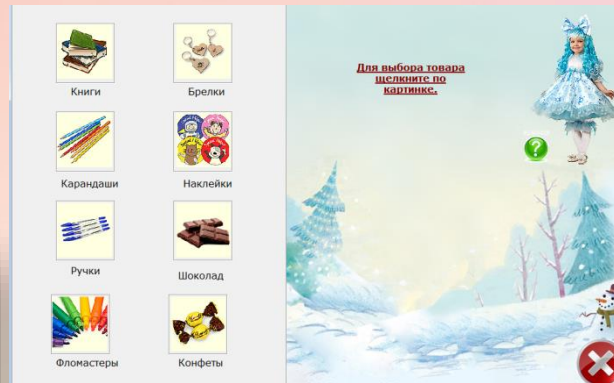 Книги
Брелки
Карандаши
Наклейки
Ручки
Шоколад
Фломастеры
Конфеты
Для выбора товара
щелкните по
картинке.
?